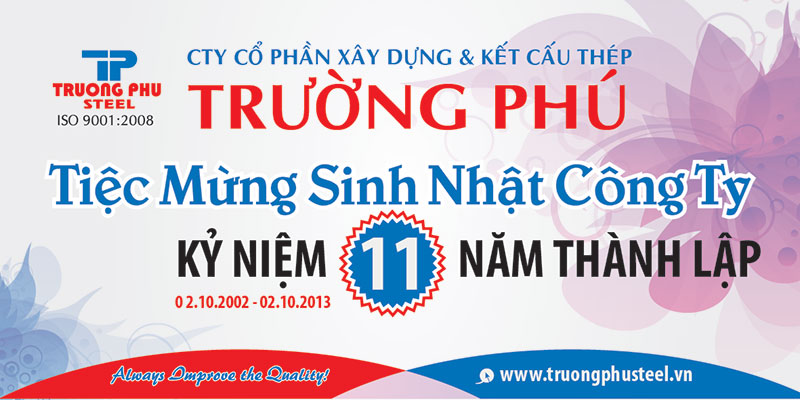 TP
TRUONG PHU
STEEL
ISO 9001:2008
CTY CỔ PHẦN XÂY DỰNG & KẾT CẤU THÉP
TRƯỜNG PHÚ
Tiệc Mừng Sinh Nhật Công Ty
KỶ NIỆM 11 NĂM THÀNH LẬP
0 2.10.2002 - 02.10.2013
Always Improve the Quality!
www.truongphusteel.vn